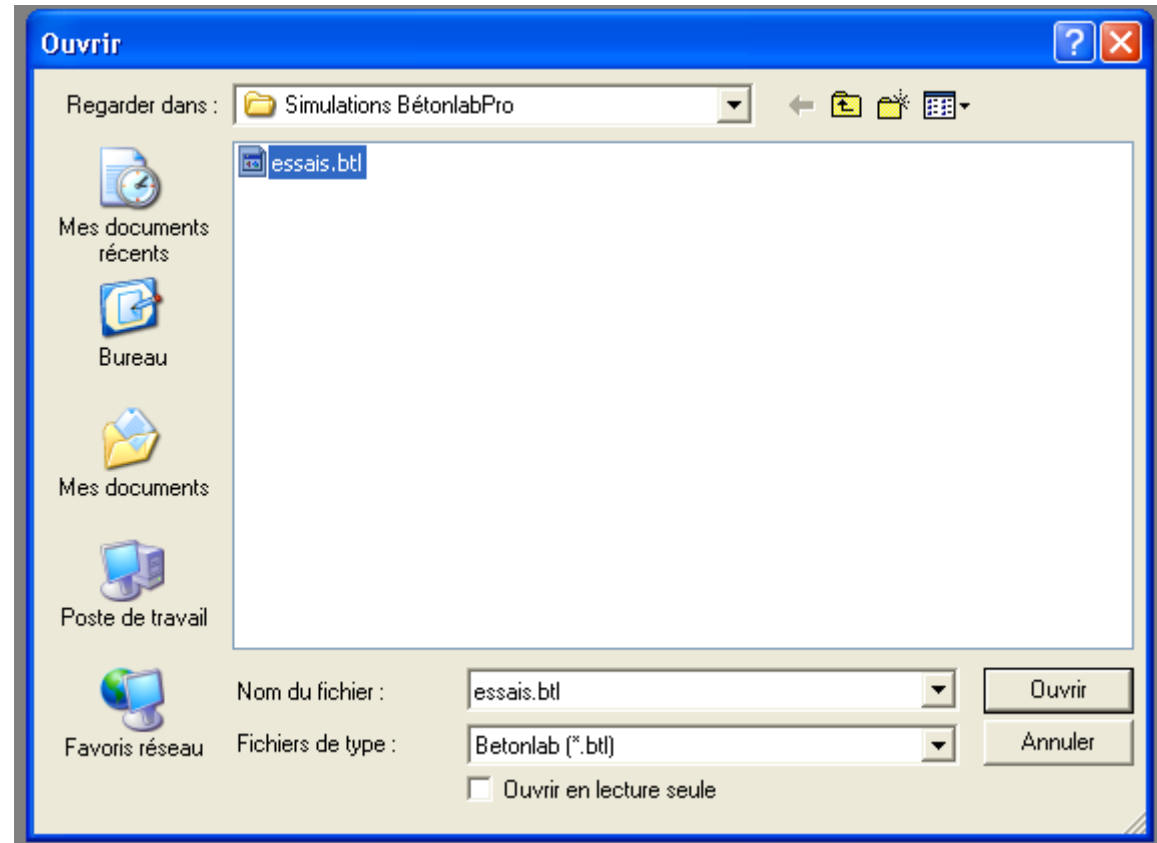 Ouvrir
Regarder dans :
Simulations BétonlabPro
essais.btl
Mes documents
récents
Bureau
Mes documents
Poste de travail
Favoris réseau
Nom du fichier :
essais.btl
Ouvrir
Fichiers de type :
Betonlab (*.btl)
Annuler
Ouvrir en lecture seule